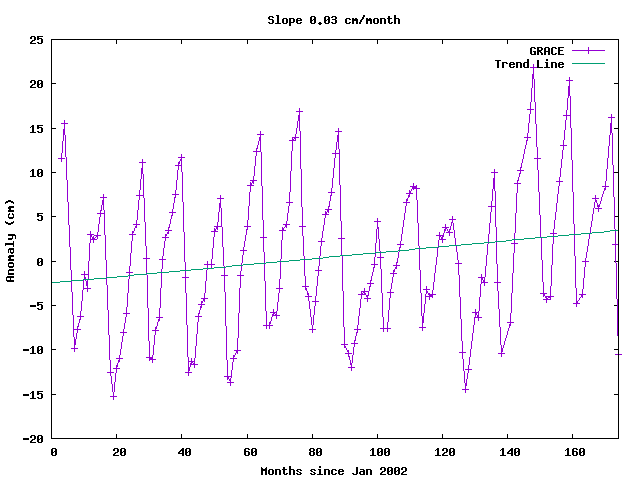 Slope 0.03 cm/month
25
20
15
10
5
0
-5
-10
-15
-20
Anomaly (cm)
GRACE
Trend Line
0 20 40 60 80 100 120 140 160
Months since Jan 2002